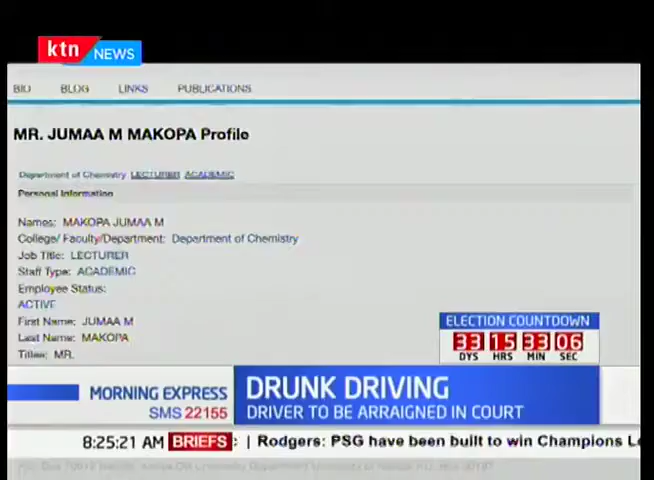 ktn NEWS
BIO BLOG LINKS PUBLICATIONS
MR. JUMAA M MAKOPA Profile
Department of Chemistry LECTURER ACADEMIC
Personal Information
Names: MAKOPA JUMAA M
College/ Faculty/Department: Department of Chemistry
Job Title: LECTURER
Staff Type: ACADEMIC
Employee Status:
ACTIVE
First Name: JUMAA M
Last Name: MAKOPA
Titles: MR.
ELECTION COUNTDOWN
33 15 33 06
DYS HRS MIN SEC
MORNING EXPRESS
SMS 22155
DRUNK DRIVING
DRIVER TO BE ARRAIGNED IN COURT
8:25:21 AM BRIEFS : | Rodgers: PSG have been built to win Champions Le